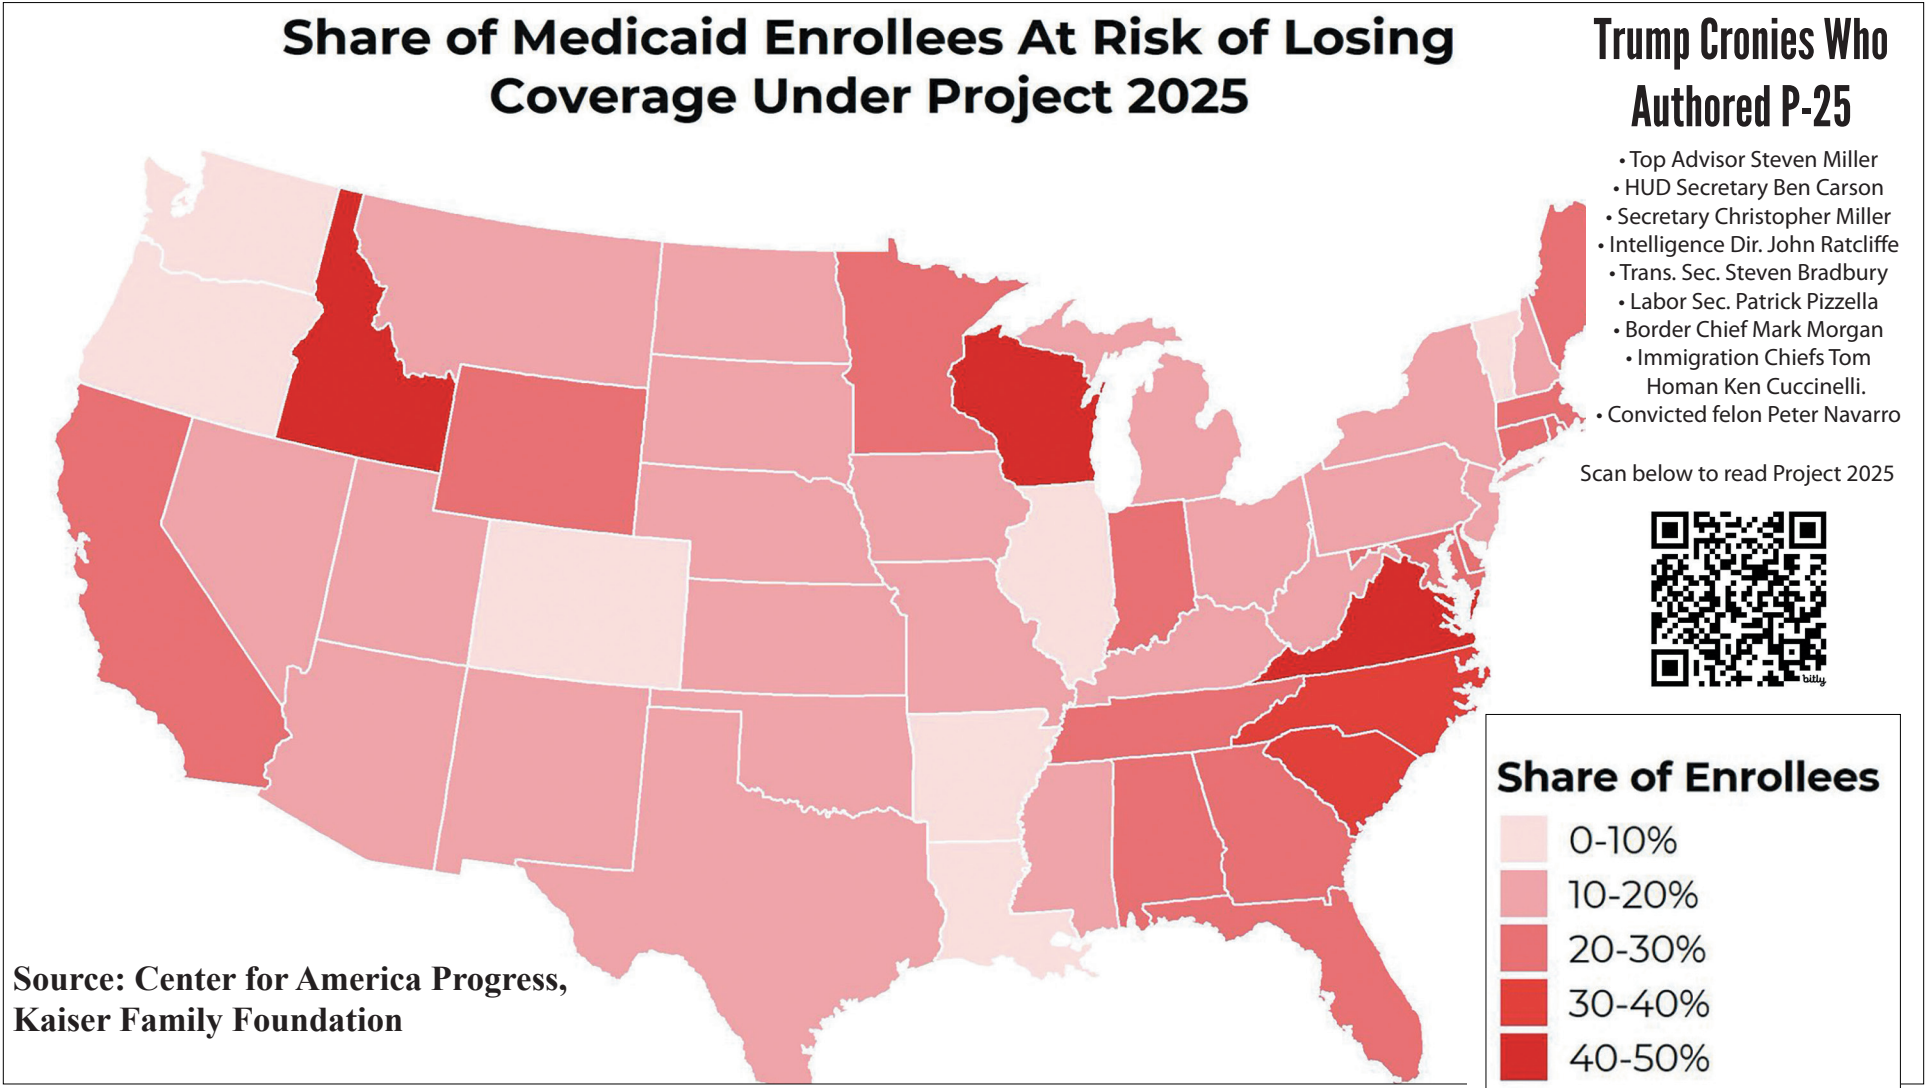 Share of Medicaid Enrollees At Risk of Losing
Coverage Under Project 2025
Trump Cronies Who
Authored P-25
• Top Advisor Steven Miller
• HUD Secretary Ben Carson
• Secretary Christopher Miller
• Intelligence Dir. John Ratcliffe
• Trans. Sec. Steven Bradbury
• Labor Sec. Patrick Pizzella
• Border Chief Mark Morgan
• Immigration Chiefs Tom
Homan Ken Cuccinelli.
• Convicted felon Peter Navarro
Scan below to read Project 2025
bitly
Share of Enrollees
0-10%
10-20%
20-30%
30-40%
40-50%
Source: Center for America Progress,
Kaiser Family Foundation